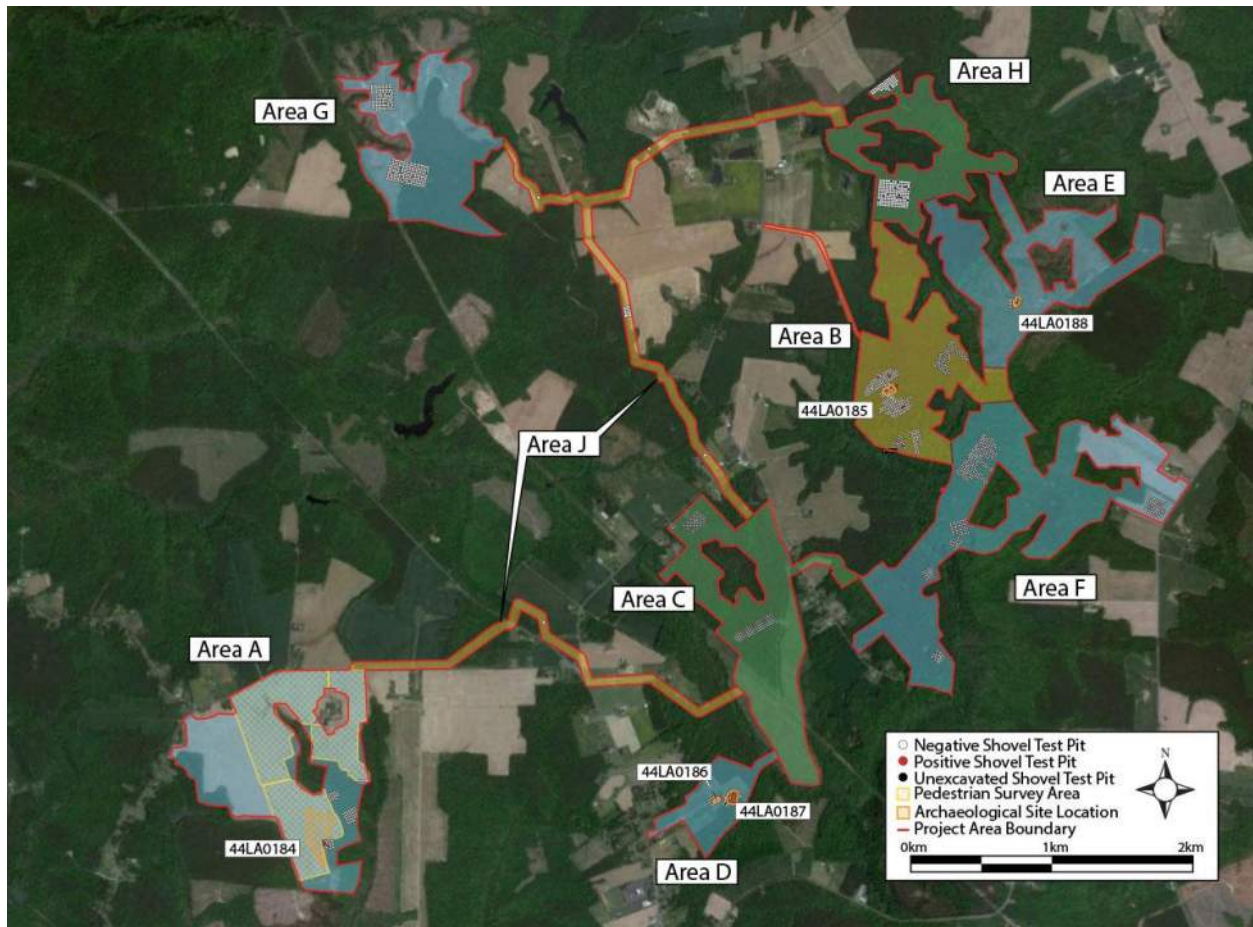 Area H
Area G
Area E
44LA0188
Area B
44LA0185
Area J
Area C
Area F
Area A
44LA0186
44LA0187
44LA0184
Area D
Negative Shovel Test Pit
Positive Shovel Test Pit
Unexcavated Shovel Test Pit
Pedestrian Survey Area
Archaeological Site Location
Project Area Boundary
N
0km 1km 2km